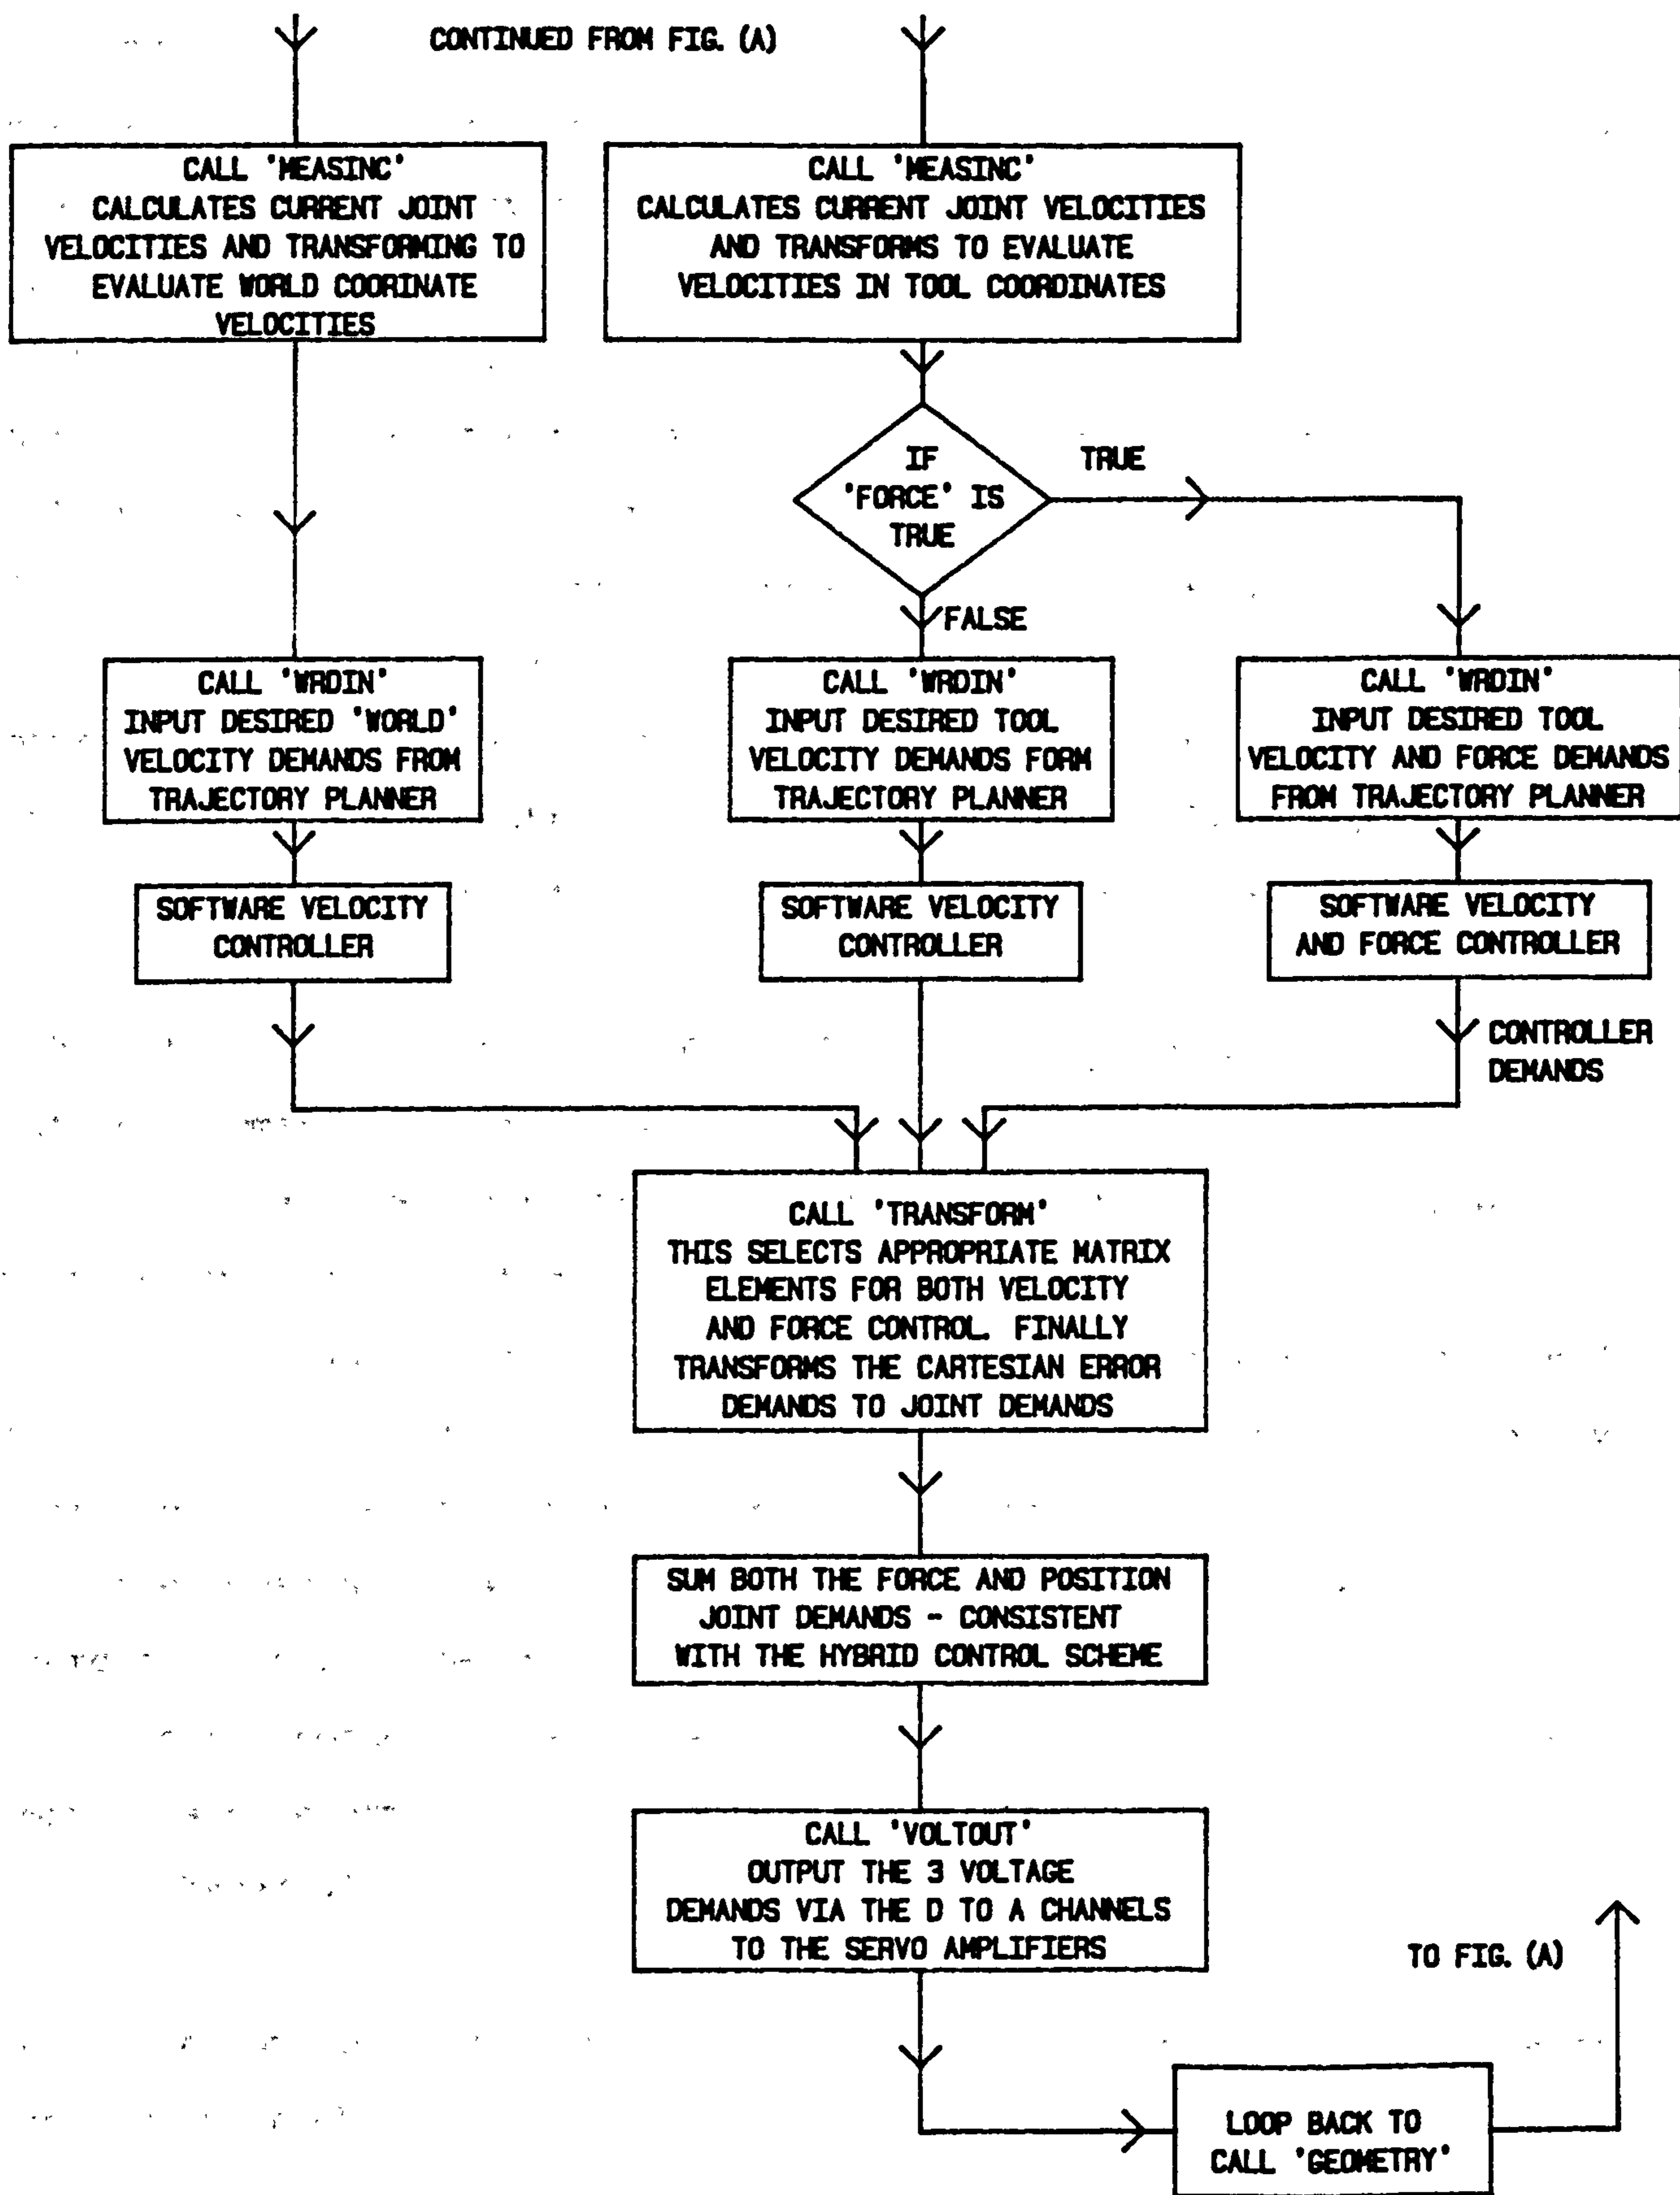 CONTINUED FROM FIG. (A)
CALL 'MEASINC'
CALCULATES CURRENT JOINT
VELOCITIES AND TRANSFORMING TO
EVALUATE WORLD COORINATE
VELOCITIES
CALL 'MEASINC'
CALCULATES CURRENT JOINT VELOCITIES
AND TRANSFORMS TO EVALUATE
VELOCITIES IN TOOL COORDINATES
IF
'FORCE' IS
TRUE
TRUE
FALSE
CALL 'WRDIN'
INPUT DESIRED 'WORLD'
VELOCITY DEMANDS FROM
TRAJECTORY PLANNER
CALL 'WRDIN'
INPUT DESIRED TOOL
VELOCITY DEMANDS FORM
TRAJECTORY PLANNER
CALL 'WRDIN'
INPUT DESIRED TOOL
VELOCITY AND FORCE DEMANDS
FROM TRAJECTORY PLANNER
SOFTWARE VELOCITY
CONTROLLER
SOFTWARE VELOCITY
CONTROLLER
SOFTWARE VELOCITY
AND FORCE CONTROLLER
CONTROLLER
DEMANDS
CALL 'TRANSFORM'
THIS SELECTS APPROPRIATE MATRIX
ELEMENTS FOR BOTH VELOCITY
AND FORCE CONTROL. FINALLY
TRANSFORMS THE CARTESIAN ERROR
DEMANDS TO JOINT DEMANDS
SUM BOTH THE FORCE AND POSITION
JOINT DEMANDS - CONSISTENT
WITH THE HYBRID CONTROL SCHEME
CALL 'VOLTOUT'
OUTPUT THE 3 VOLTAGE
DEMANDS VIA THE D TO A CHANNELS
TO THE SERVO AMPLIFIERS
TO FIG. (A)
LOOP BACK TO
CALL 'GEOMETRY'